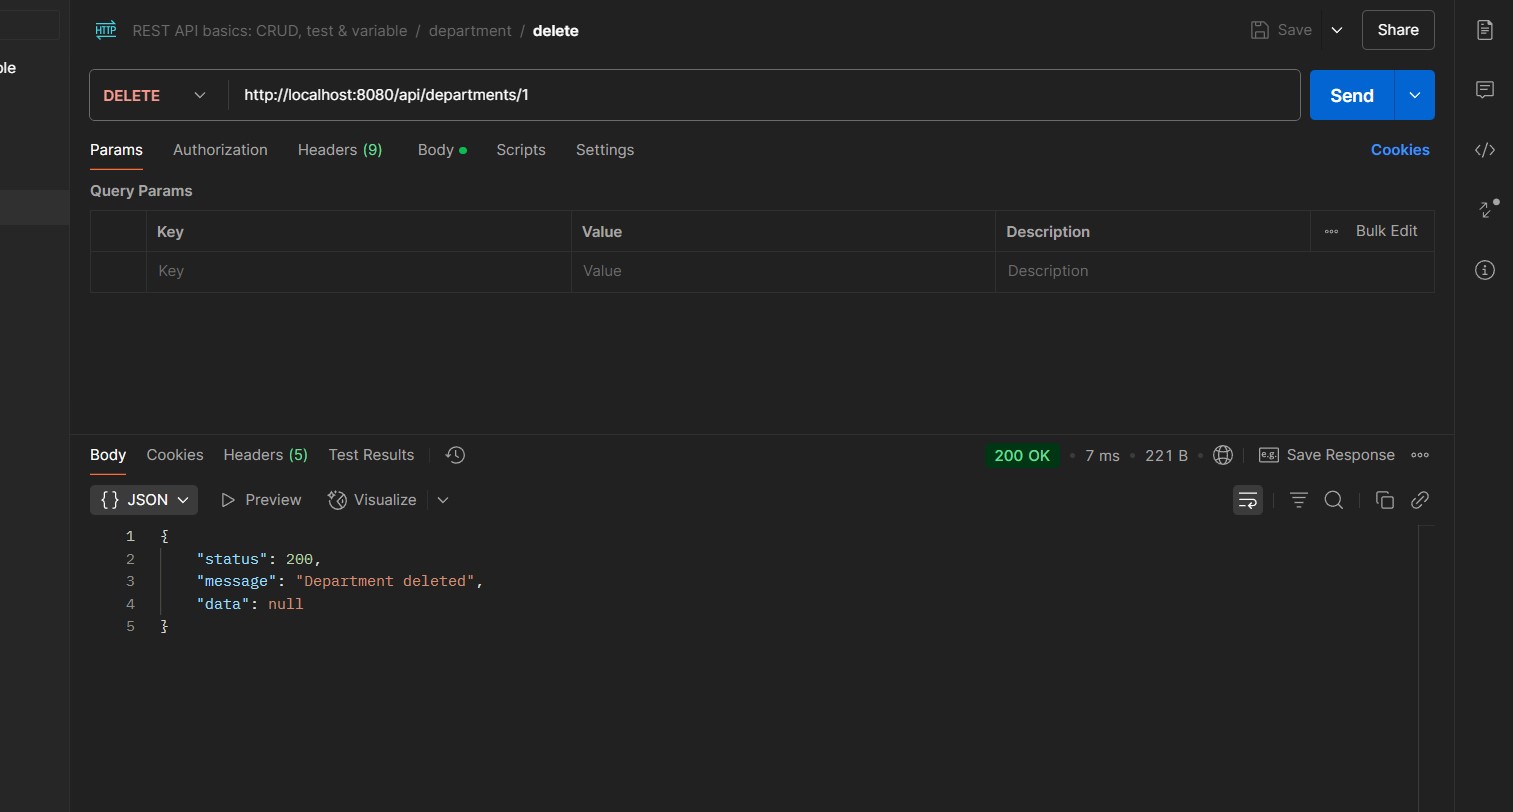 HTTP REST API basics: CRUD, test & variable / department / delete
Save
Share
ole
DELETE
http://localhost:8080/api/departments/1
Send
Params Authorization Headers (9) Body Scripts Settings
Cookies
Query Params
Key Value Description Bulk Edit
Key Value Description
Body Cookies Headers (5) Test Results
200 OK • 7 ms • 221 B • e.g. Save Response
{} JSON Preview Visualize
1 {
2 "status": 200,
3 "message": "Department deleted",
4 "data": null
5 }